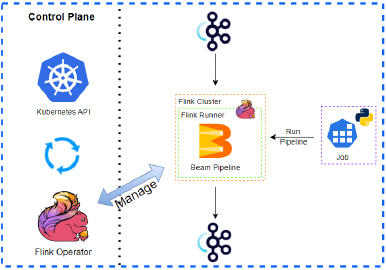 Control Plane
Kubernetes API
Flink Operator
Manage
Flink Cluster
Flink Runner
Beam Pipeline
Run
Pipeline
Job